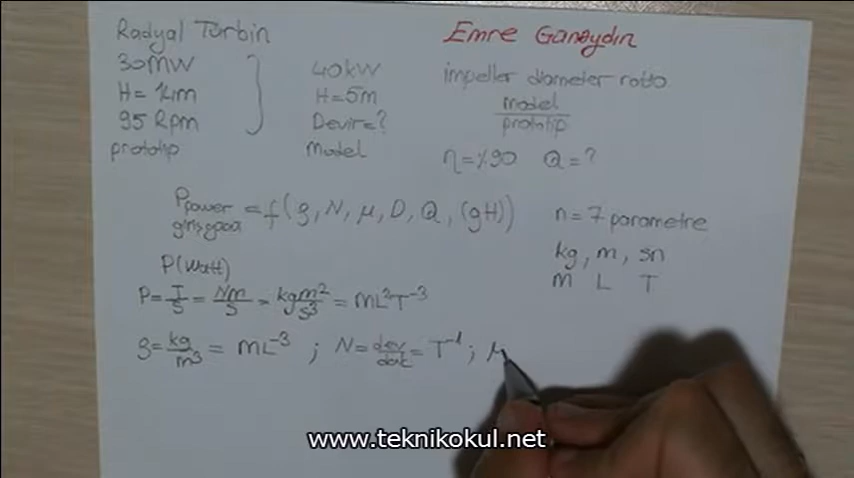 Radyal Türbin
30MW
H= 14m
95 Rpm
prototip
40kW
H=5m
Devir=?
Model
Emre Günaydın
impeller diameter ratio
model
prototip
η=%90 Q=?
Ppower = f(ρ, N, μ, D, Q, (gH))
giriş gücü
n= 7 parametre
kg, m, sn
M L T
P(Watt)
P= J/s = Nm/s = kgm²/s³ = ML²T⁻³
ρ= kg/m³ = ML⁻³ ; N= dev/dak = T⁻¹ ; μ
www.teknikokul.net